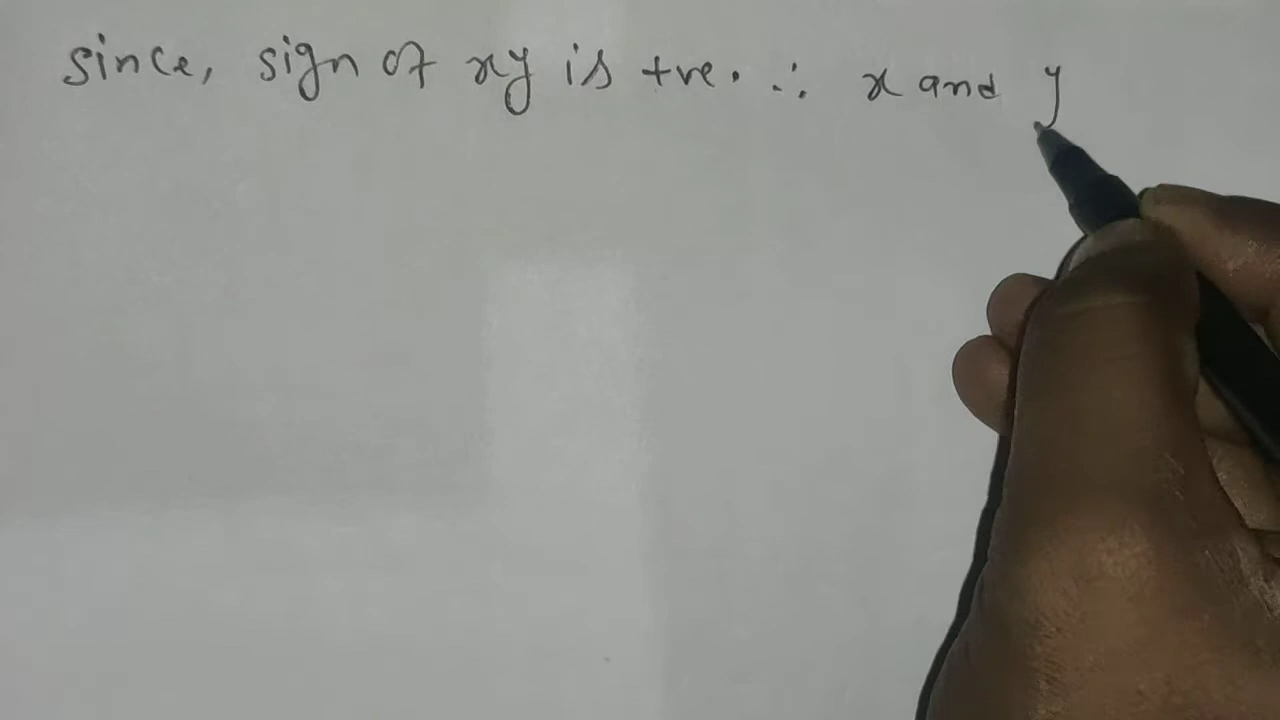 since, sign of xy is +ve. ∴ x and y